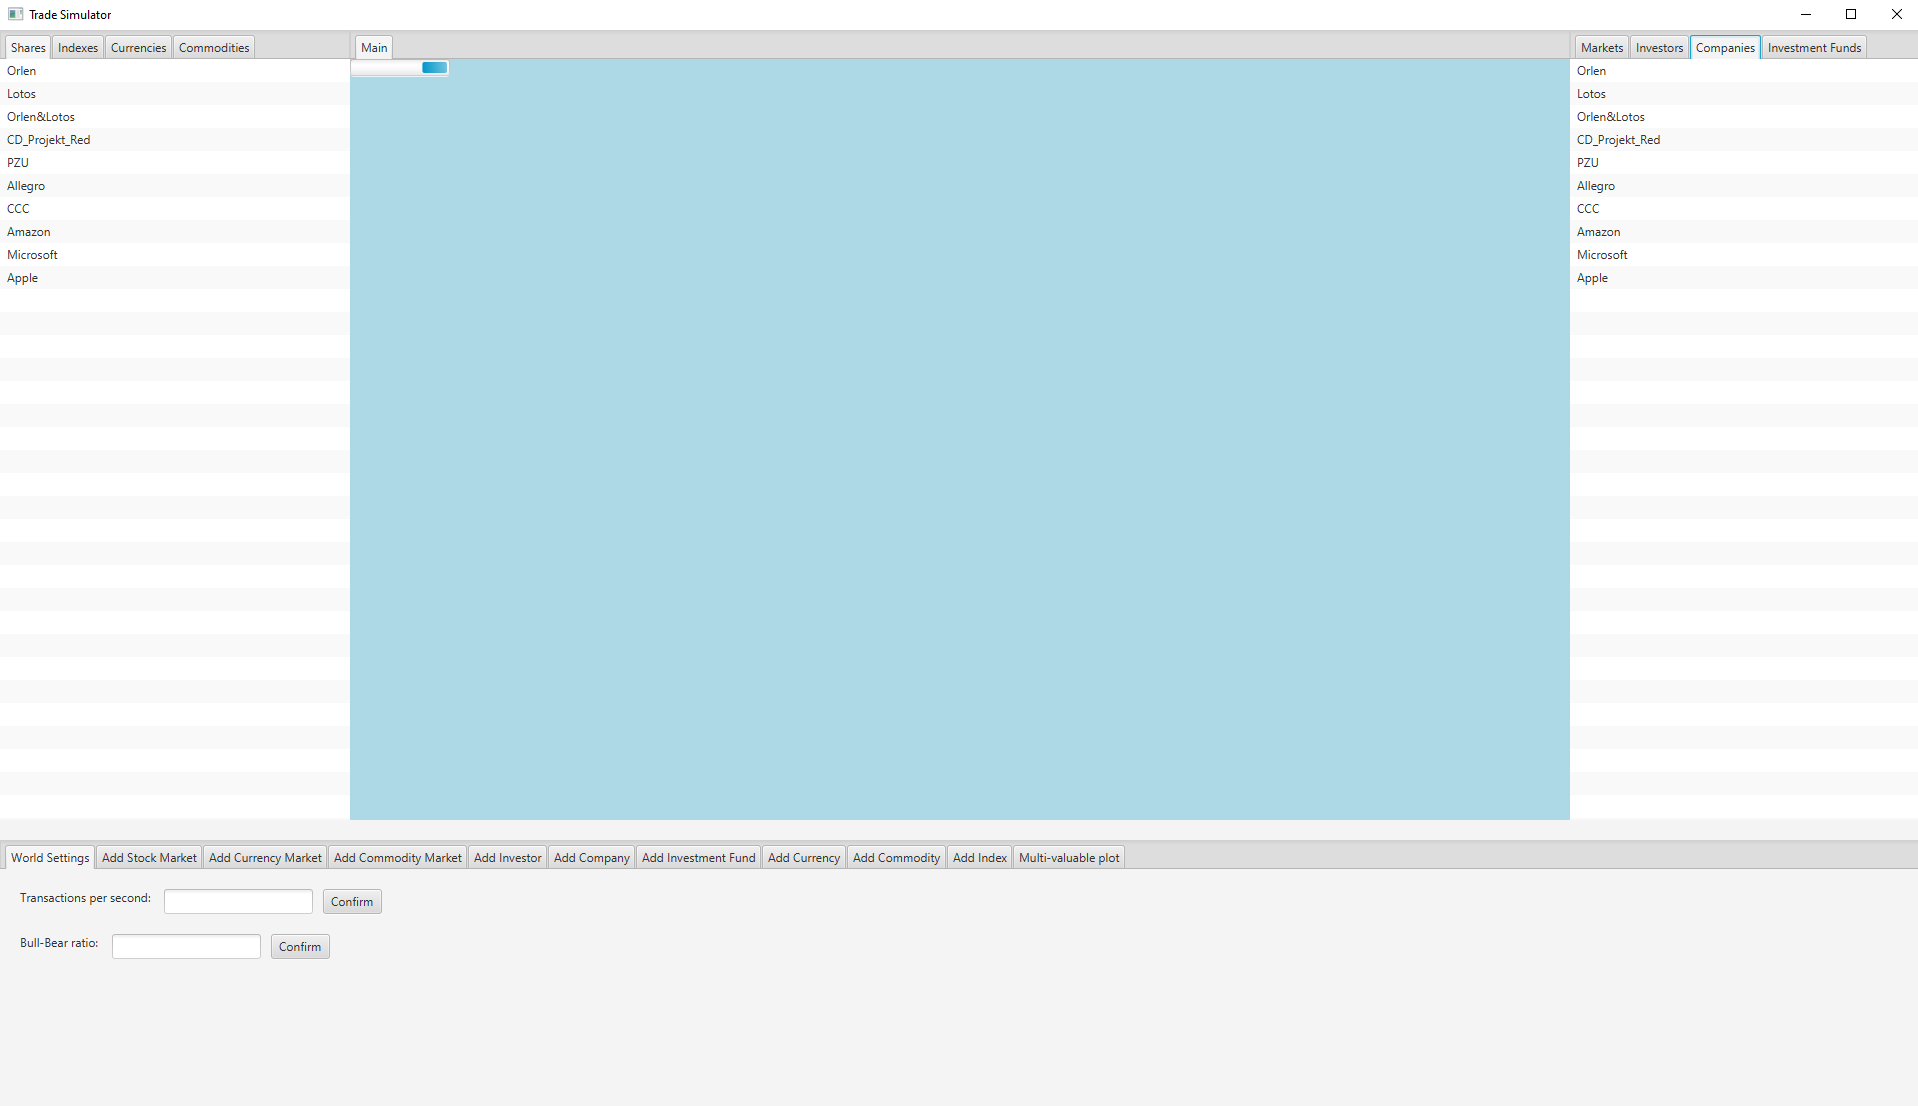 Trade Simulator
Shares Indexes Currencies Commodities
Orlen
Lotos
Orlen&Lotos
CD_Projekt_Red
PZU
Allegro
CCC
Amazon
Microsoft
Apple
Main
Markets Investors Companies Investment Funds
Orlen
Lotos
Orlen&Lotos
CD_Projekt_Red
PZU
Allegro
CCC
Amazon
Microsoft
Apple
World Settings Add Stock Market Add Currency Market Add Commodity Market Add Investor Add Company Add Investment Fund Add Currency Add Commodity Add Index Multi-valuable plot
Transactions per second: Confirm
Bull-Bear ratio: Confirm